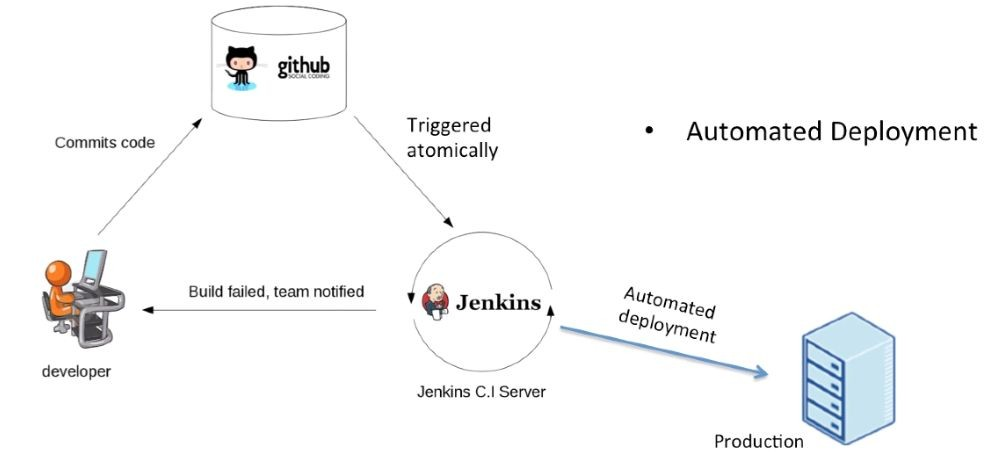 github
SOCIAL CODING
Commits code
Triggered
atomically
• Automated Deployment
Build failed, team notified
Jenkins
Automated
deployment
developer
Jenkins C.I Server
Production